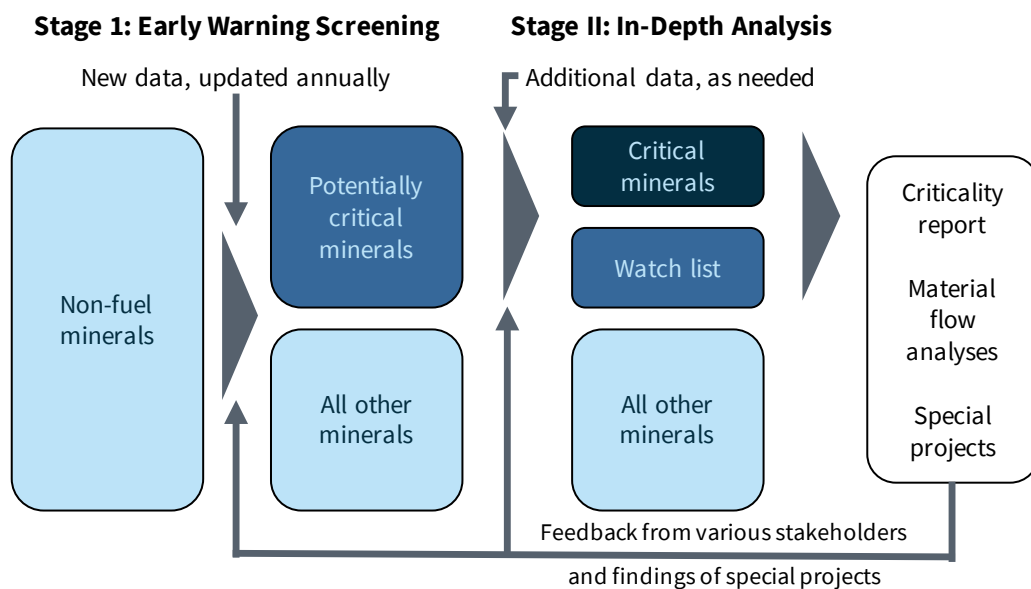 Stage 1: Early Warning Screening
Stage II: In-Depth Analysis
New data, updated annually
Additional data, as needed
Non-fuel
minerals
Potentially
critical
minerals
All other
minerals
Critical
minerals
Watch list
All other
minerals
Criticality
report
Material
flow
analyses
Special
projects
Feedback from various stakeholders
and findings of special projects